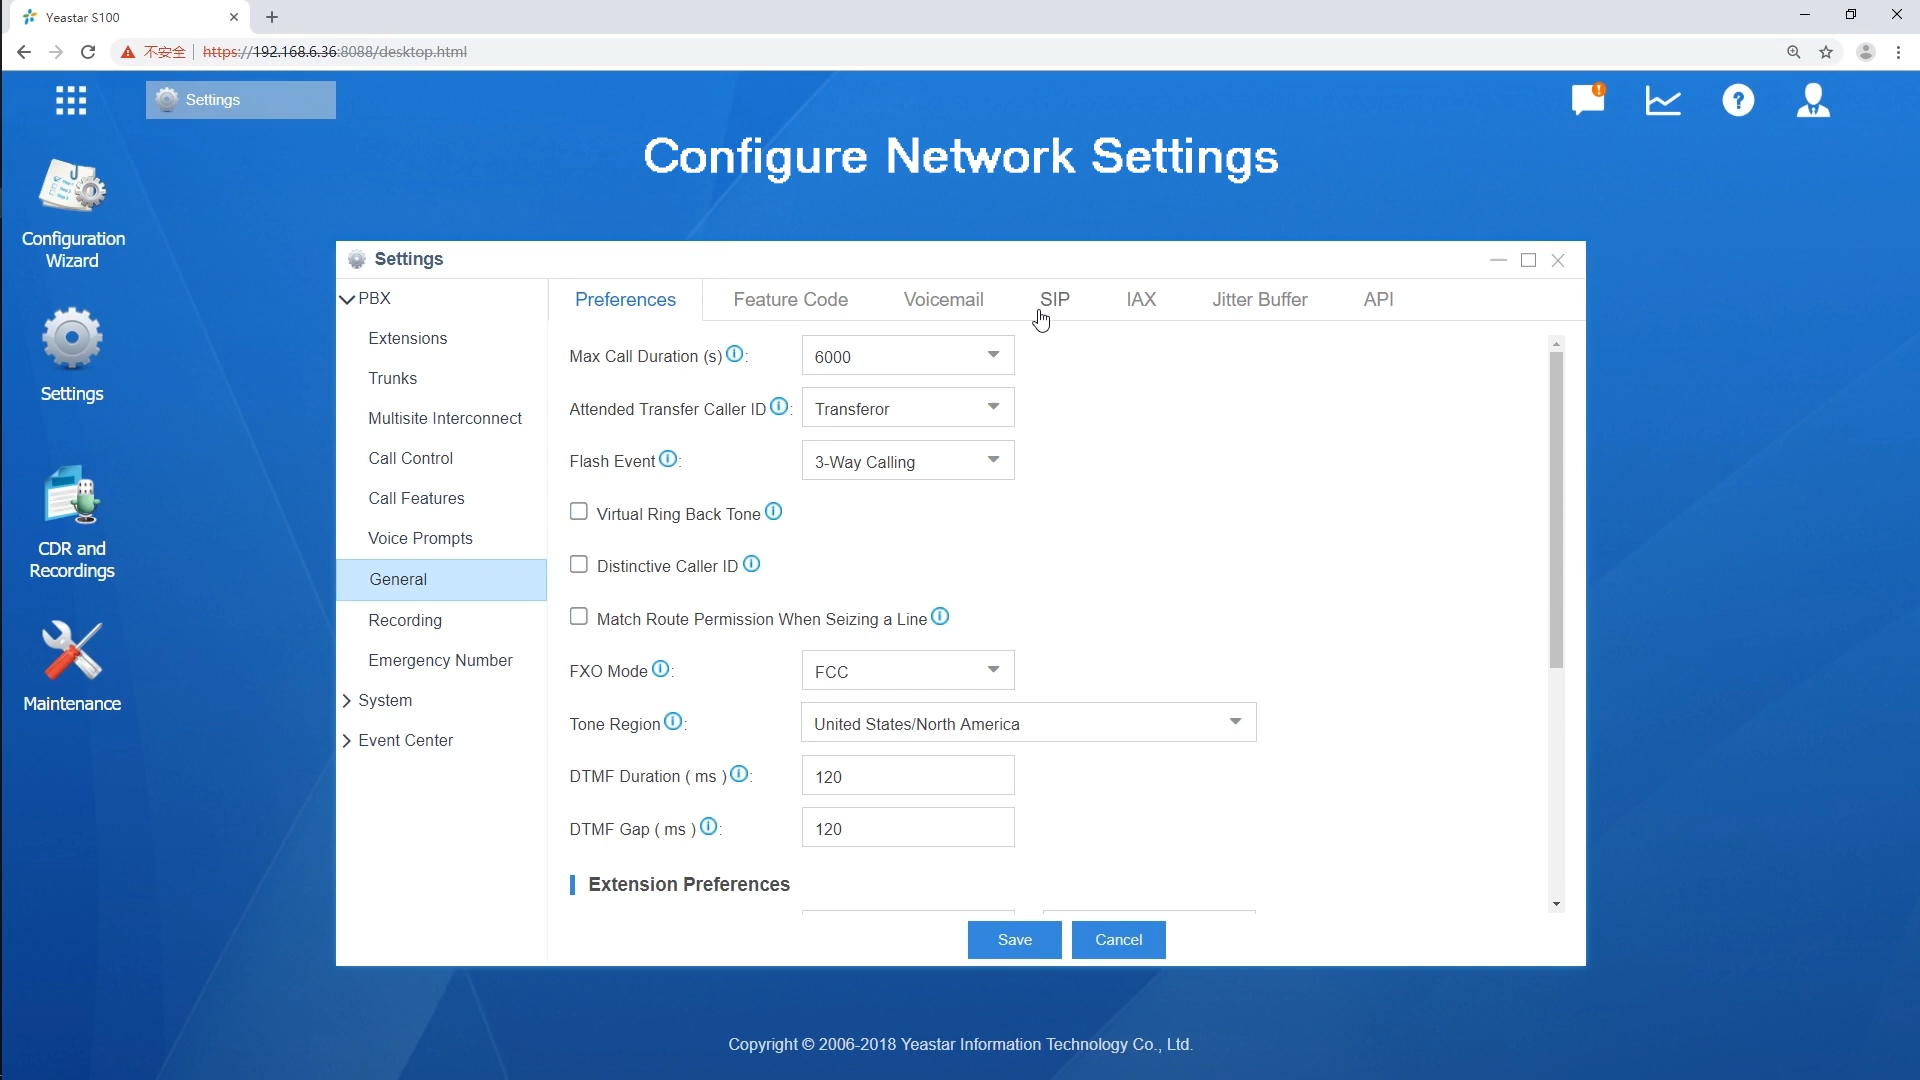 Yeastar S100
不安全
https://192.168.6.36:8088/desktop.html
Settings
Configure Network Settings
Configuration
Wizard
Settings
CDR and
Recordings
Maintenance
Settings
PBX
Extensions
Trunks
Multisite Interconnect
Call Control
Call Features
Voice Prompts
General
Recording
Emergency Number
System
Event Center
Preferences
Feature Code
Voicemail
SIP
IAX
Jitter Buffer
API
Max Call Duration (s) : 6000
Attended Transfer Caller ID : Transferor
Flash Event : 3-Way Calling
Virtual Ring Back Tone
Distinctive Caller ID
Match Route Permission When Seizing a Line
FXO Mode : FCC
Tone Region : United States/North America
DTMF Duration ( ms ) : 120
DTMF Gap ( ms ) : 120
Extension Preferences
Save
Cancel
Copyright © 2006-2018 Yeastar Information Technology Co., Ltd.